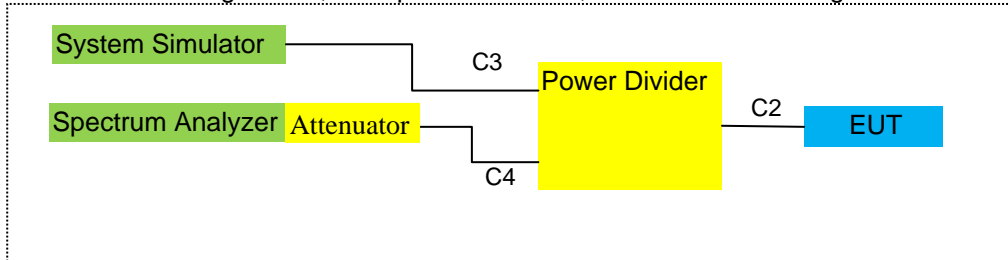 System Simulator
C3
Power Divider
Spectrum Analyzer
Attenuator
C2
EUT
C4